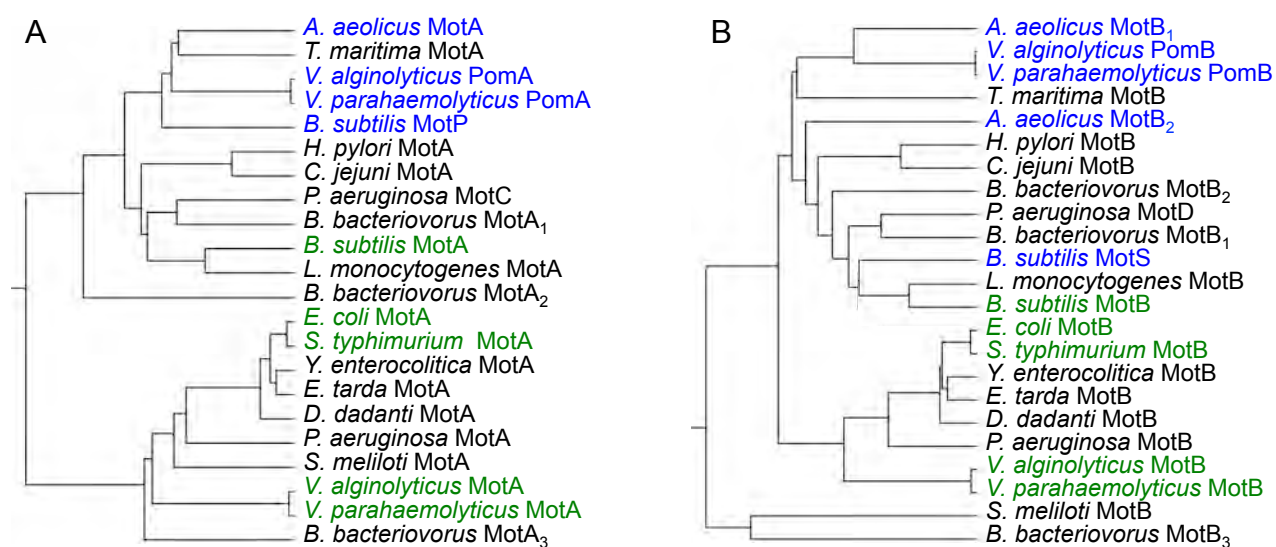 A
A. aeolicus MotA
T. maritima MotA
V. alginolyticus PomA
V. parahaemolyticus PomA
B. subtilis MotP
H. pylori MotA
C. jejuni MotA
P. aeruginosa MotC
B. bacteriovorus MotA₁
B. subtilis MotA
L. monocytogenes MotA
B. bacteriovorus MotA₂
E. coli MotA
S. typhimurium MotA
Y. enterocolitica MotA
E. tarda MotA
D. dadanti MotA
P. aeruginosa MotA
S. meliloti MotA
V. alginolyticus MotA
V. parahaemolyticus MotA
B. bacteriovorus MotA₃
B
A. aeolicus MotB₁
V. alginolyticus PomB
V. parahaemolyticus PomB
T. maritima MotB
A. aeolicus MotB₂
H. pylori MotB
C. jejuni MotB
B. bacteriovorus MotB₂
P. aeruginosa MotD
B. bacteriovorus MotB₁
B. subtilis MotS
L. monocytogenes MotB
B. subtilis MotB
E. coli MotB
S. typhimurium MotB
Y. enterocolitica MotB
E. tarda MotB
D. dadanti MotB
P. aeruginosa MotB
V. alginolyticus MotB
V. parahaemolyticus MotB
S. meliloti MotB
B. bacteriovorus MotB₃